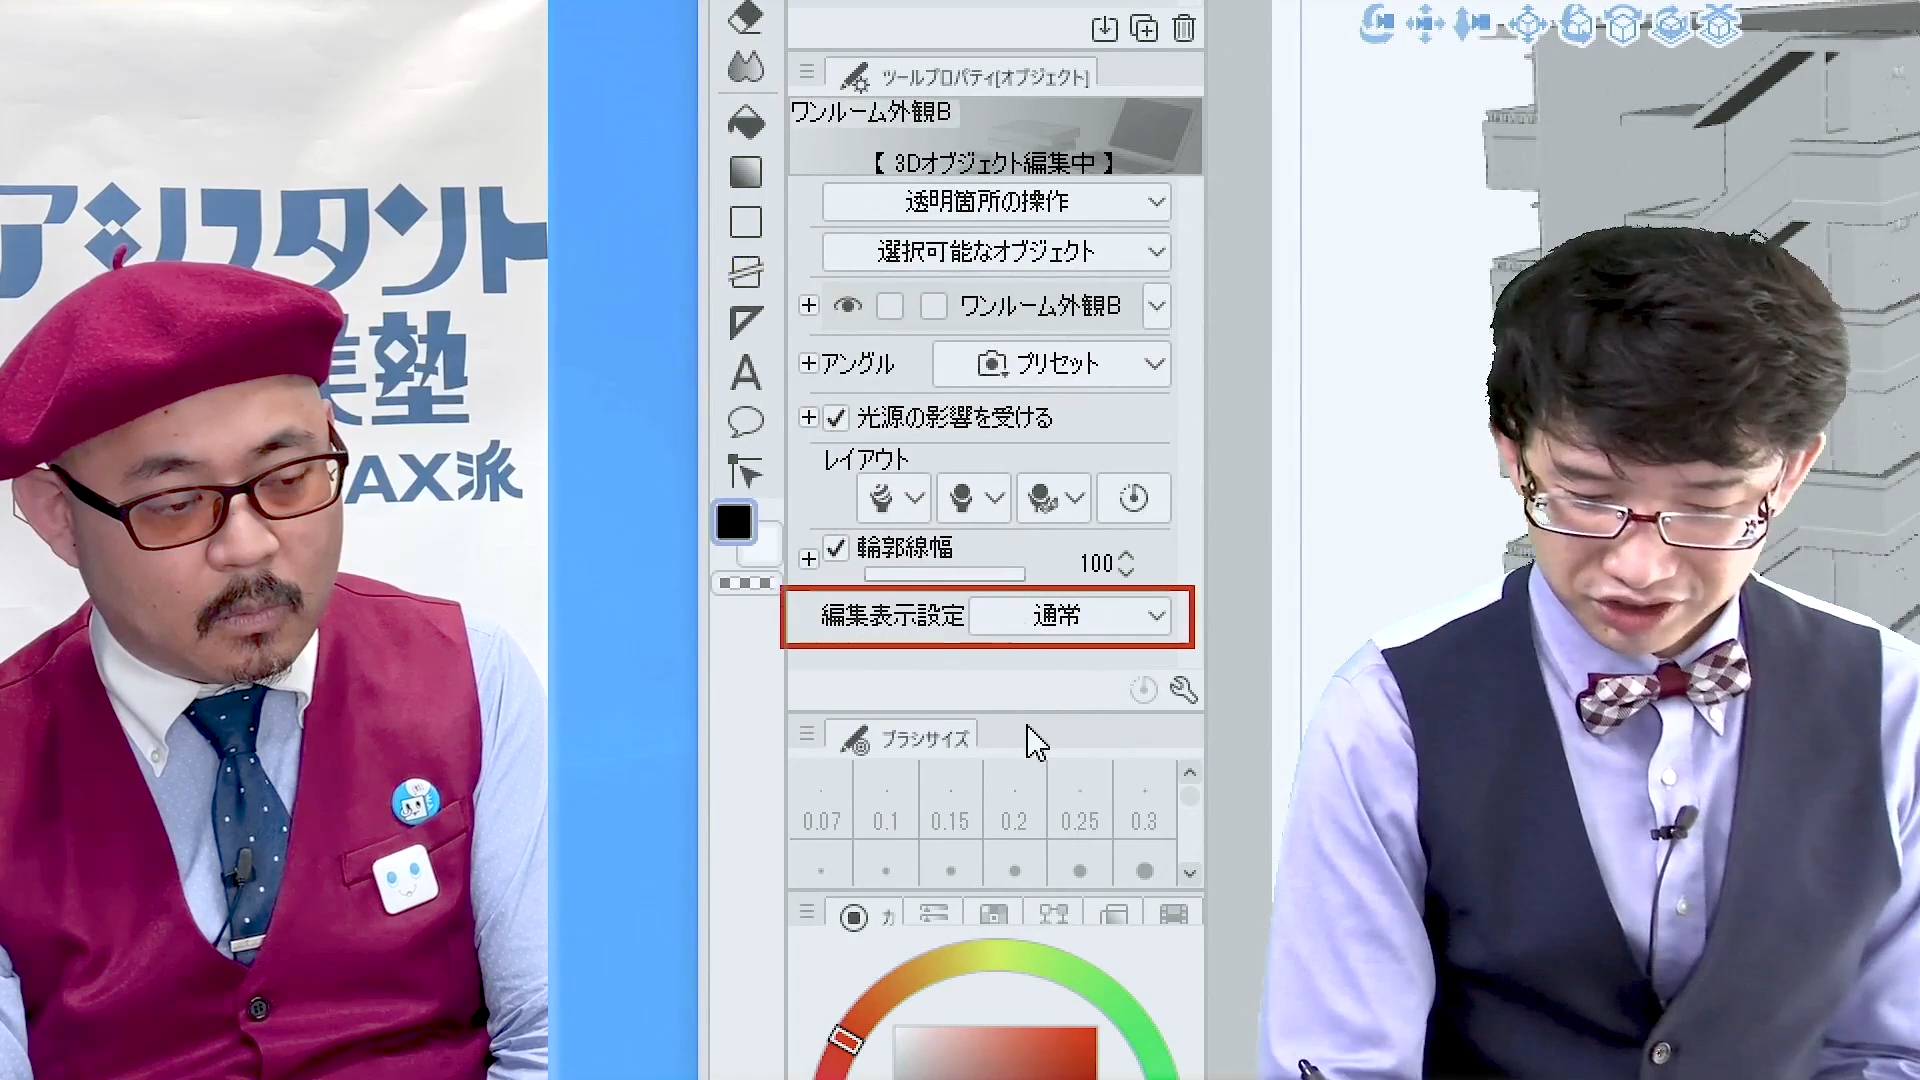 アシスタント
集塾
AX派
ツールプロパティ[オブジェクト]
ワンルーム外観B
【 3Dオブジェクト編集中 】
透明箇所の操作
選択可能なオブジェクト
ワンルーム外観B
アングル
プリセット
光源の影響を受ける
レイアウト
輪郭線幅
100
編集表示設定
通常
ブラシサイズ
0.07 0.1 0.15 0.2 0.25 0.3
カ